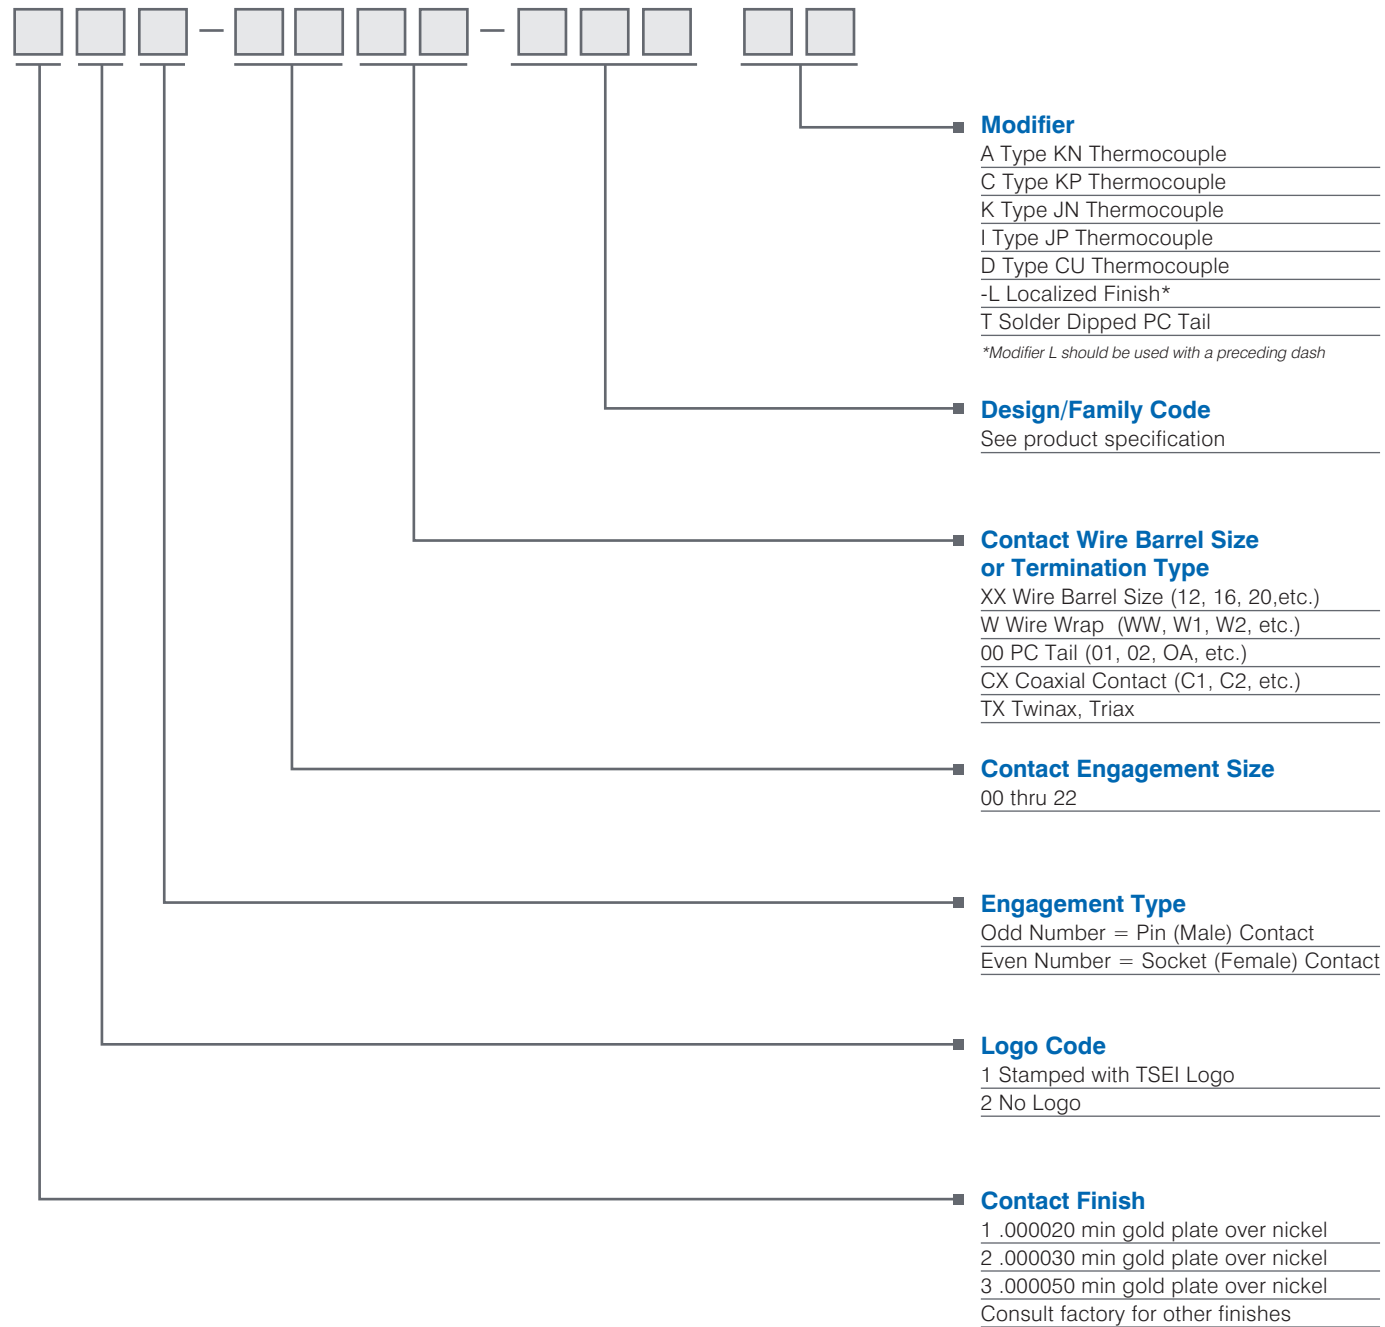 Modifier
A Type KN Thermocouple
C Type KP Thermocouple
K Type JN Thermocouple
I Type JP Thermocouple
D Type CU Thermocouple
-L Localized Finish*
T Solder Dipped PC Tail
*Modifier L should be used with a preceding dash
Design/Family Code
See product specification
Contact Wire Barrel Size
or Termination Type
XX Wire Barrel Size (12, 16, 20,etc.)
W Wire Wrap (WW, W1, W2, etc.)
00 PC Tail (01, 02, OA, etc.)
CX Coaxial Contact (C1, C2, etc.)
TX Twinax, Triax
Contact Engagement Size
00 thru 22
Engagement Type
Odd Number = Pin (Male) Contact
Even Number = Socket (Female) Contact
Logo Code
1 Stamped with TSEI Logo
2 No Logo
Contact Finish
1 .000020 min gold plate over nickel
2 .000030 min gold plate over nickel
3 .000050 min gold plate over nickel
Consult factory for other finishes